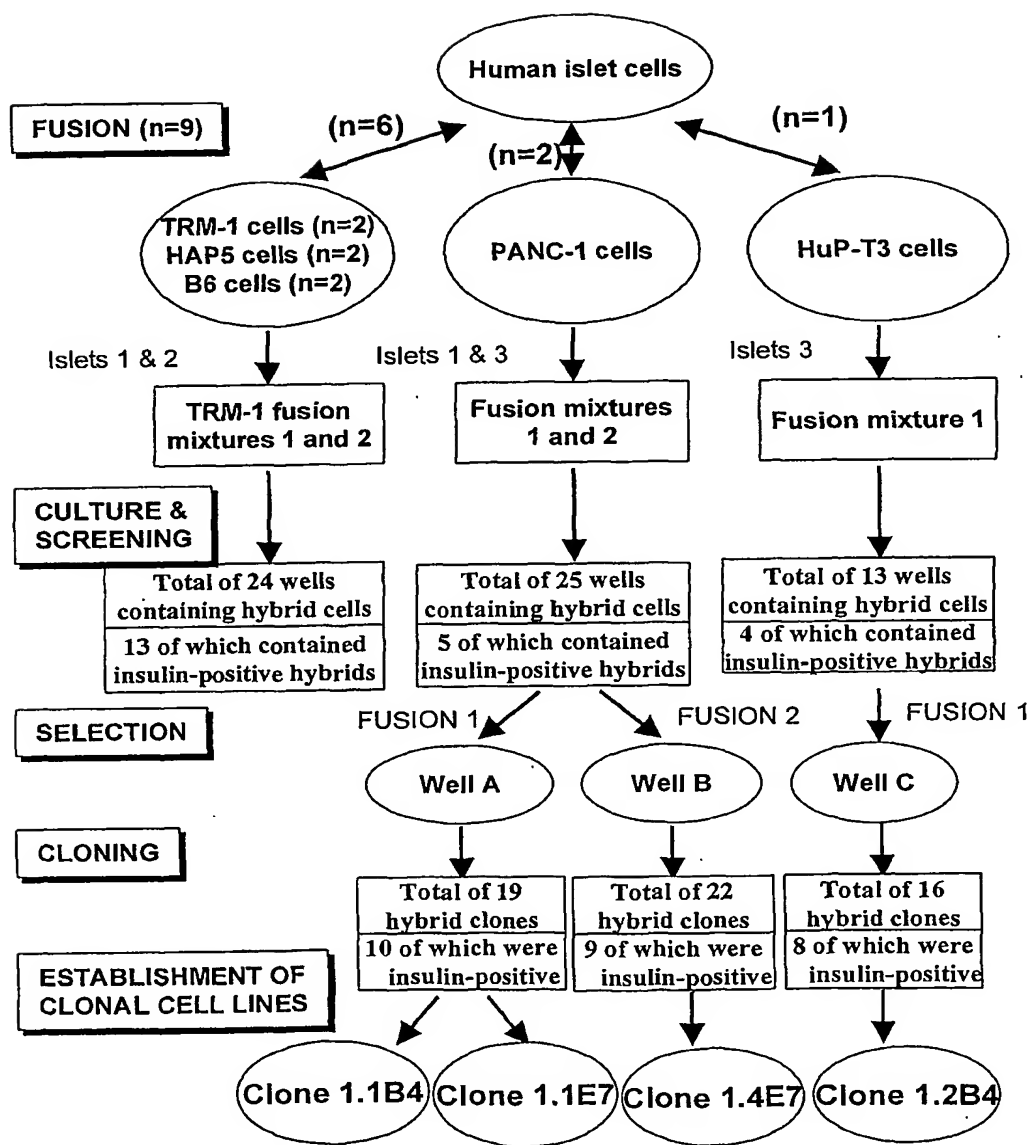 Human islet cells
FUSION (n=9)
(n=6)
(n=2)
(n=1)
TRM-1 cells (n=2)
HAP5 cells (n=2)
B6 cells (n=2)
PANC-1 cells
HuP-T3 cells
Islets 1 & 2
Islets 1 & 3
Islets 3
TRM-1 fusion
mixtures 1 and 2
Fusion mixtures
1 and 2
Fusion mixture 1
CULTURE &
SCREENING
Total of 24 wells
containing hybrid cells
13 of which contained
insulin-positive hybrids
Total of 25 wells
containing hybrid cells
5 of which contained
insulin-positive hybrids
Total of 13 wells
containing hybrid cells
4 of which contained
insulin-positive hybrids
SELECTION
FUSION 1
FUSION 2
FUSION 1
Well A
Well B
Well C
CLONING
Total of 19
hybrid clones
10 of which were
insulin-positive
Total of 22
hybrid clones
9 of which were
insulin-positive
Total of 16
hybrid clones
8 of which were
insulin-positive
ESTABLISHMENT OF
CLONAL CELL LINES
Clone 1.1B4
Clone 1.1E7
Clone 1.4E7
Clone 1.2B4